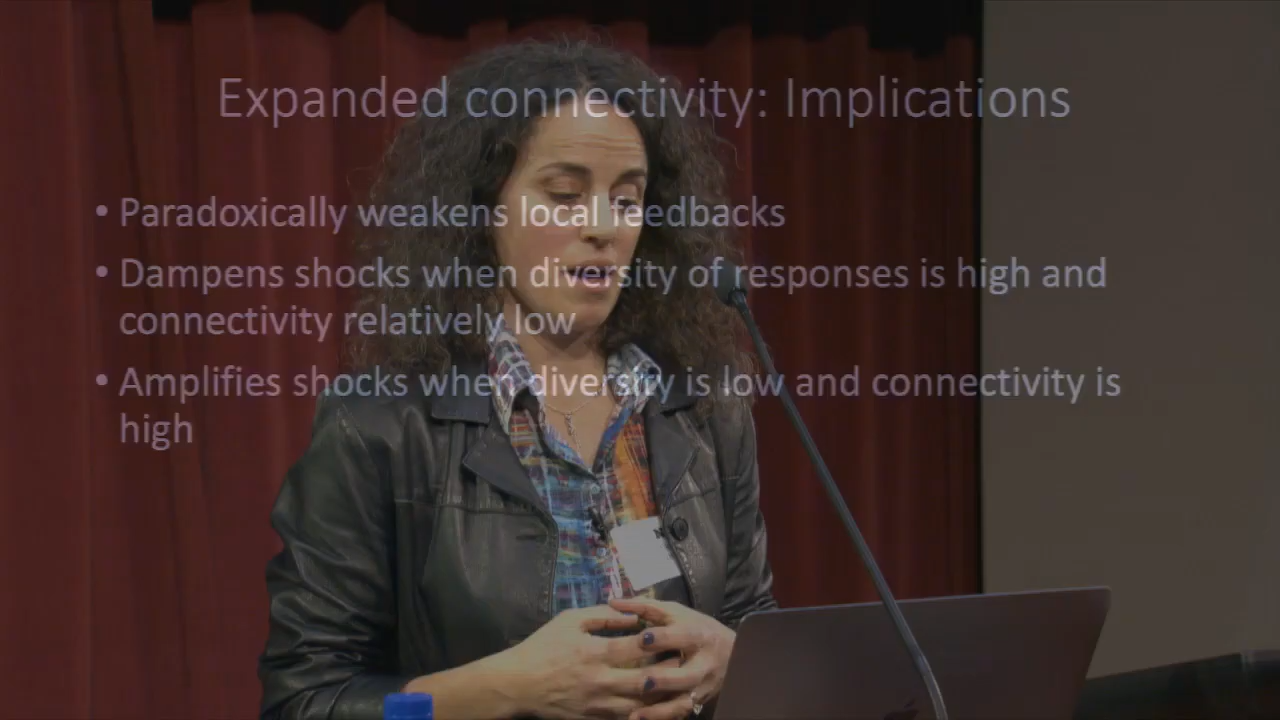 Expanded connectivity: Implications
• Paradoxically weakens local feedbacks
• Dampens shocks when diversity of responses is high and
connectivity relatively low
• Amplifies shocks when diversity is low and connectivity is
high